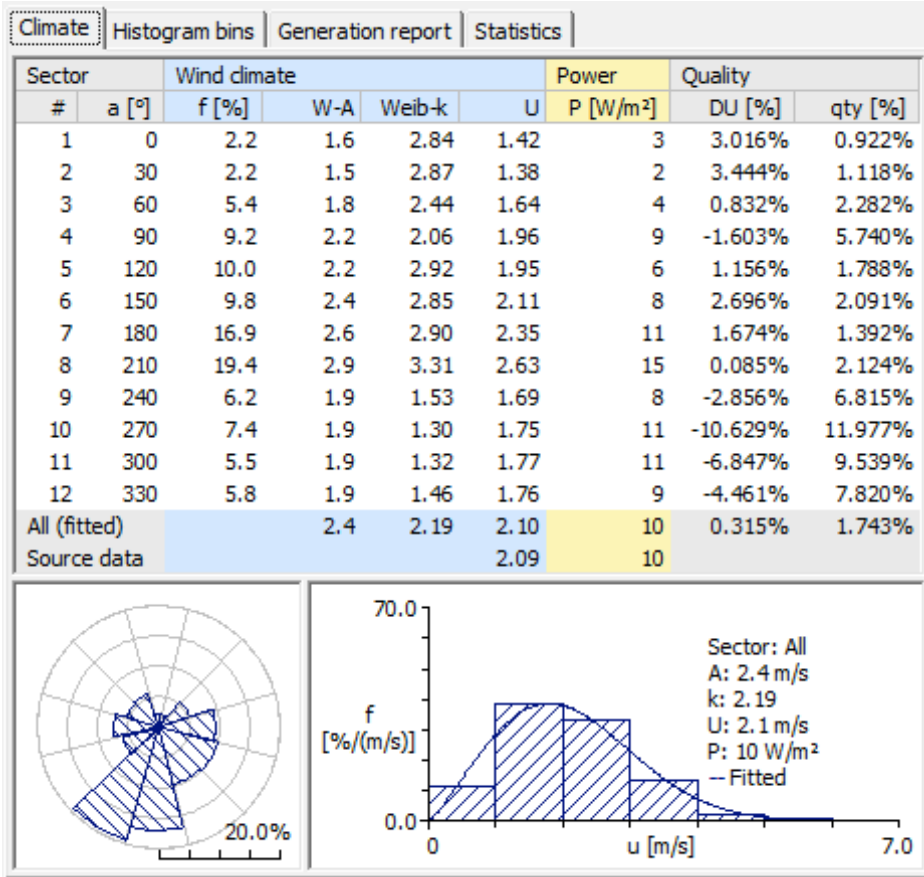 Climate Histogram bins Generation report Statistics
Sector Wind climate Power Quality
# a [°] f [%] W-A Weib-k U P [W/m²] DU [%] qty [%]
1 0 2.2 1.6 2.84 1.42 3 3.016% 0.922%
2 30 2.2 1.5 2.87 1.38 2 3.444% 1.118%
3 60 5.4 1.8 2.44 1.64 4 0.832% 2.282%
4 90 9.2 2.2 2.06 1.96 9 -1.603% 5.740%
5 120 10.0 2.2 2.92 1.95 6 1.156% 1.788%
6 150 9.8 2.4 2.85 2.11 8 2.696% 2.091%
7 180 16.9 2.6 2.90 2.35 11 1.674% 1.392%
8 210 19.4 2.9 3.31 2.63 15 0.085% 2.124%
9 240 6.2 1.9 1.53 1.69 8 -2.856% 6.815%
10 270 7.4 1.9 1.30 1.75 11 -10.629% 11.977%
11 300 5.5 1.9 1.32 1.77 11 -6.847% 9.539%
12 330 5.8 1.9 1.46 1.76 9 -4.461% 7.820%
All (fitted) 2.4 2.19 2.10 10 0.315% 1.743%
Source data 2.09 10
20.0%
70.0
f
[%/(m/s)]
0.0
0 u [m/s] 7.0
Sector: All
A: 2.4 m/s
k: 2.19
U: 2.1 m/s
P: 10 W/m²
-- Fitted